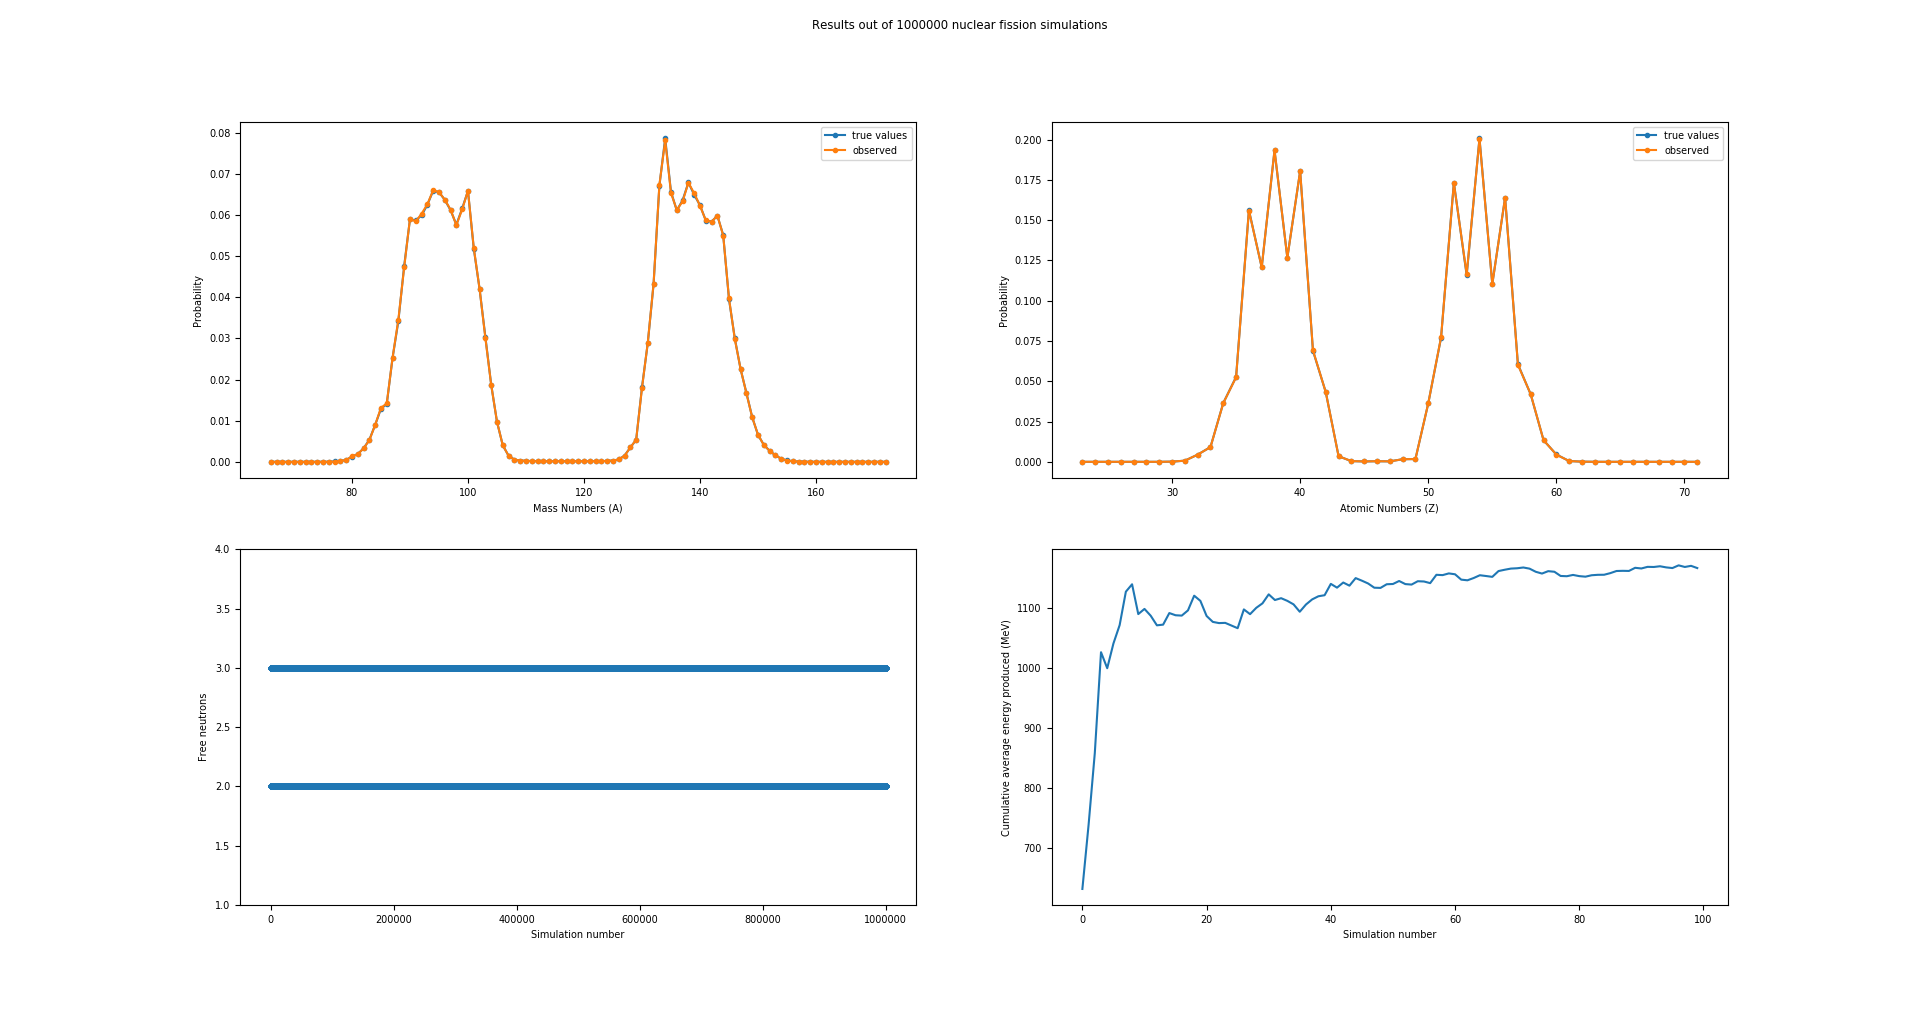 Results out of 1000000 nuclear fission simulations
0.08
0.07
0.06
0.05
0.04
0.03
0.02
0.01
0.00
Probability
true values
observed
80 100 120 140 160
Mass Numbers (A)
0.200
0.175
0.150
0.125
0.100
0.075
0.050
0.025
0.000
Probability
true values
observed
30 40 50 60 70
Atomic Numbers (Z)
4.0
3.5
3.0
2.5
2.0
1.5
1.0
Free neutrons
0 200000 400000 600000 800000 1000000
Simulation number
1100
1000
900
800
700
Cumulative average energy produced (MeV)
0 20 40 60 80 100
Simulation number